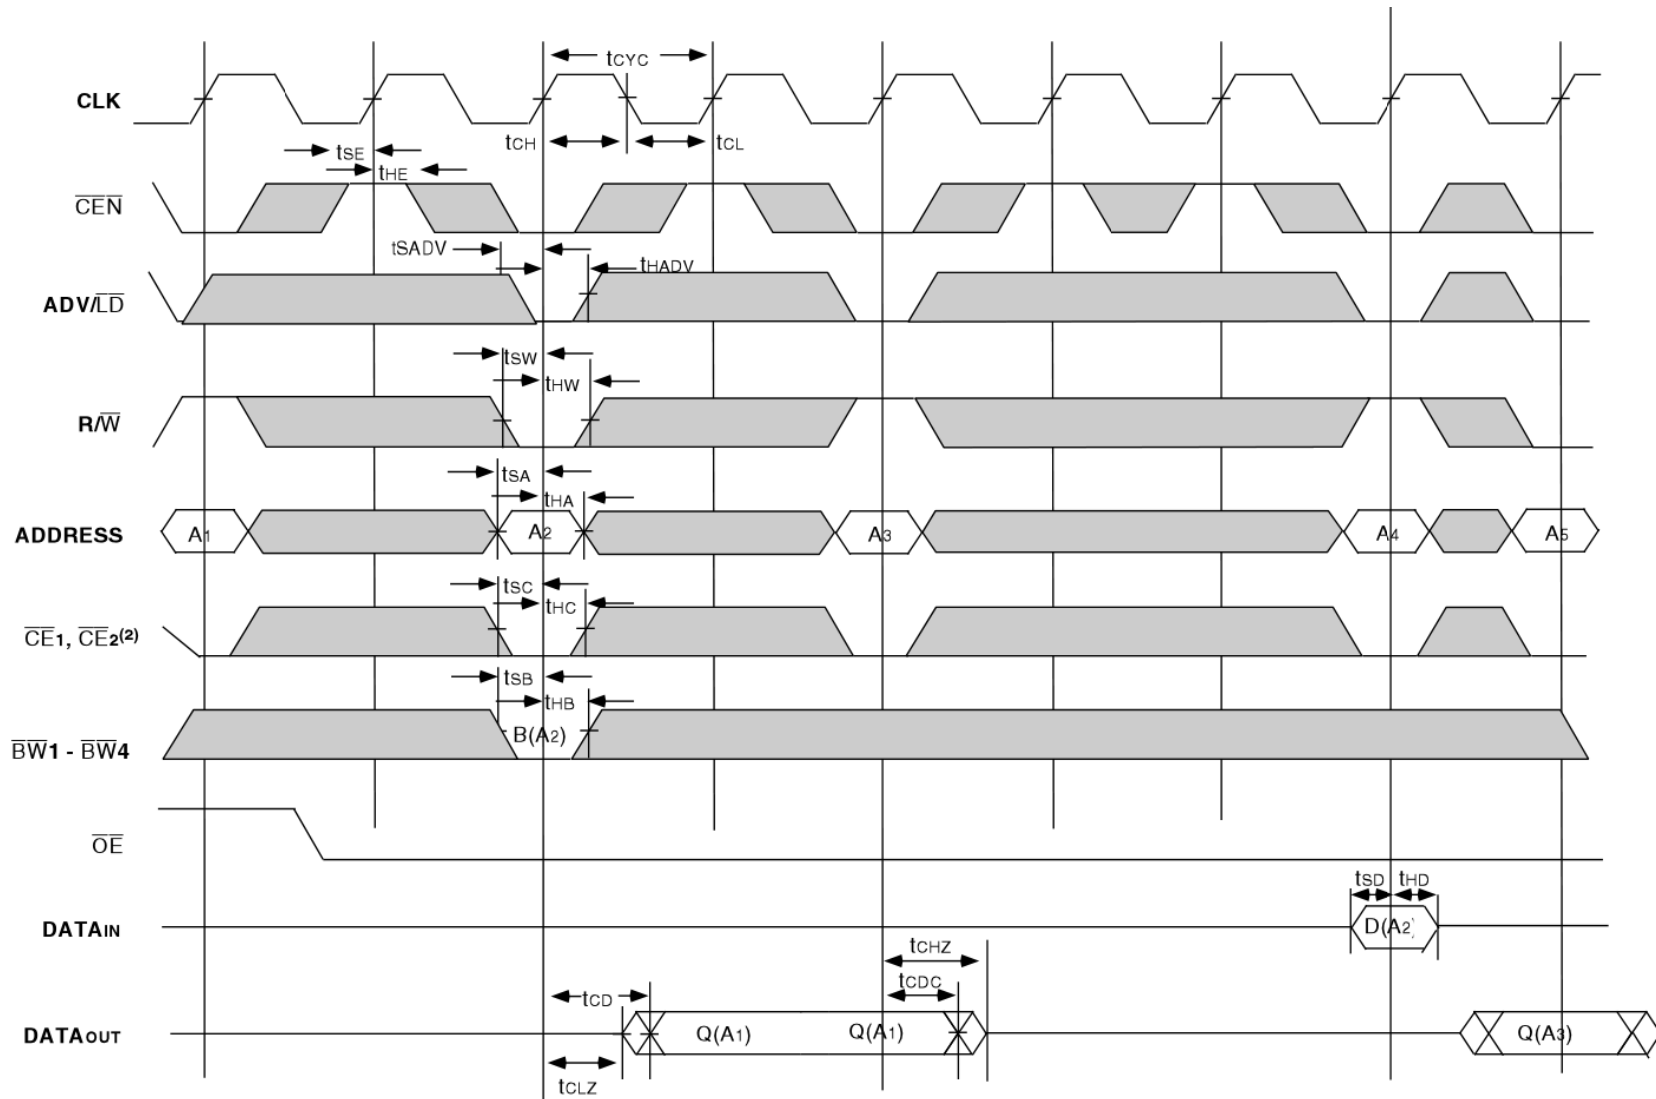 tCYC
CLK
tCH
tCL
tSE
tHE
CEN
tSADV
tHADV
ADV/LD
tSW
tHW
R/W
tSA
tHA
ADDRESS
A1
A2
A3
A4
A5
tSC
tHC
CE1, CE2(2)
tSB
tHB
B(A2)
BW1 - BW4
OE
tSD tHD
DATAIN
D(A2)
tCHZ
tCDC
tCD
DATAOUT
Q(A1)
Q(A1)
Q(A3)
tCLZ